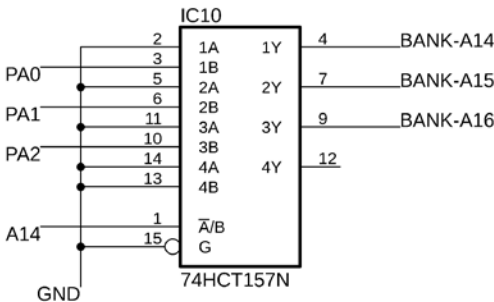 IC10
2 1A 1Y 4 BANK-A14
PA0 3 1B
5 2A 2Y 7 BANK-A15
PA1 6 2B
11 3A 3Y 9 BANK-A16
PA2 10 3B
14 4A 4Y 12
13 4B
A14 1 A̅/B
15 G
GND 74HCT157N